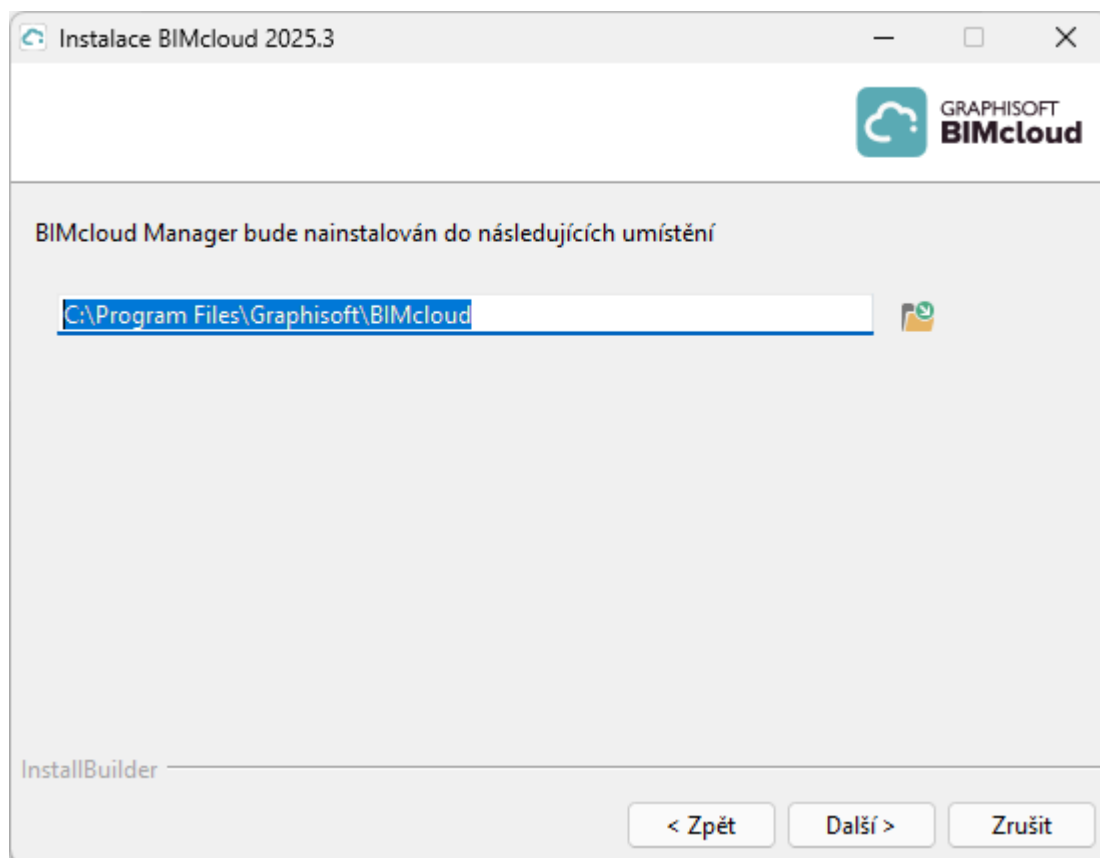 Instalace BIMcloud 2025.3
GRAPHISOFT
BIMcloud
BIMcloud Manager bude nainstalován do následujících umístění
C:\Program Files\Graphisoft\BIMcloud
InstallBuilder
< Zpět
Další >
Zrušit